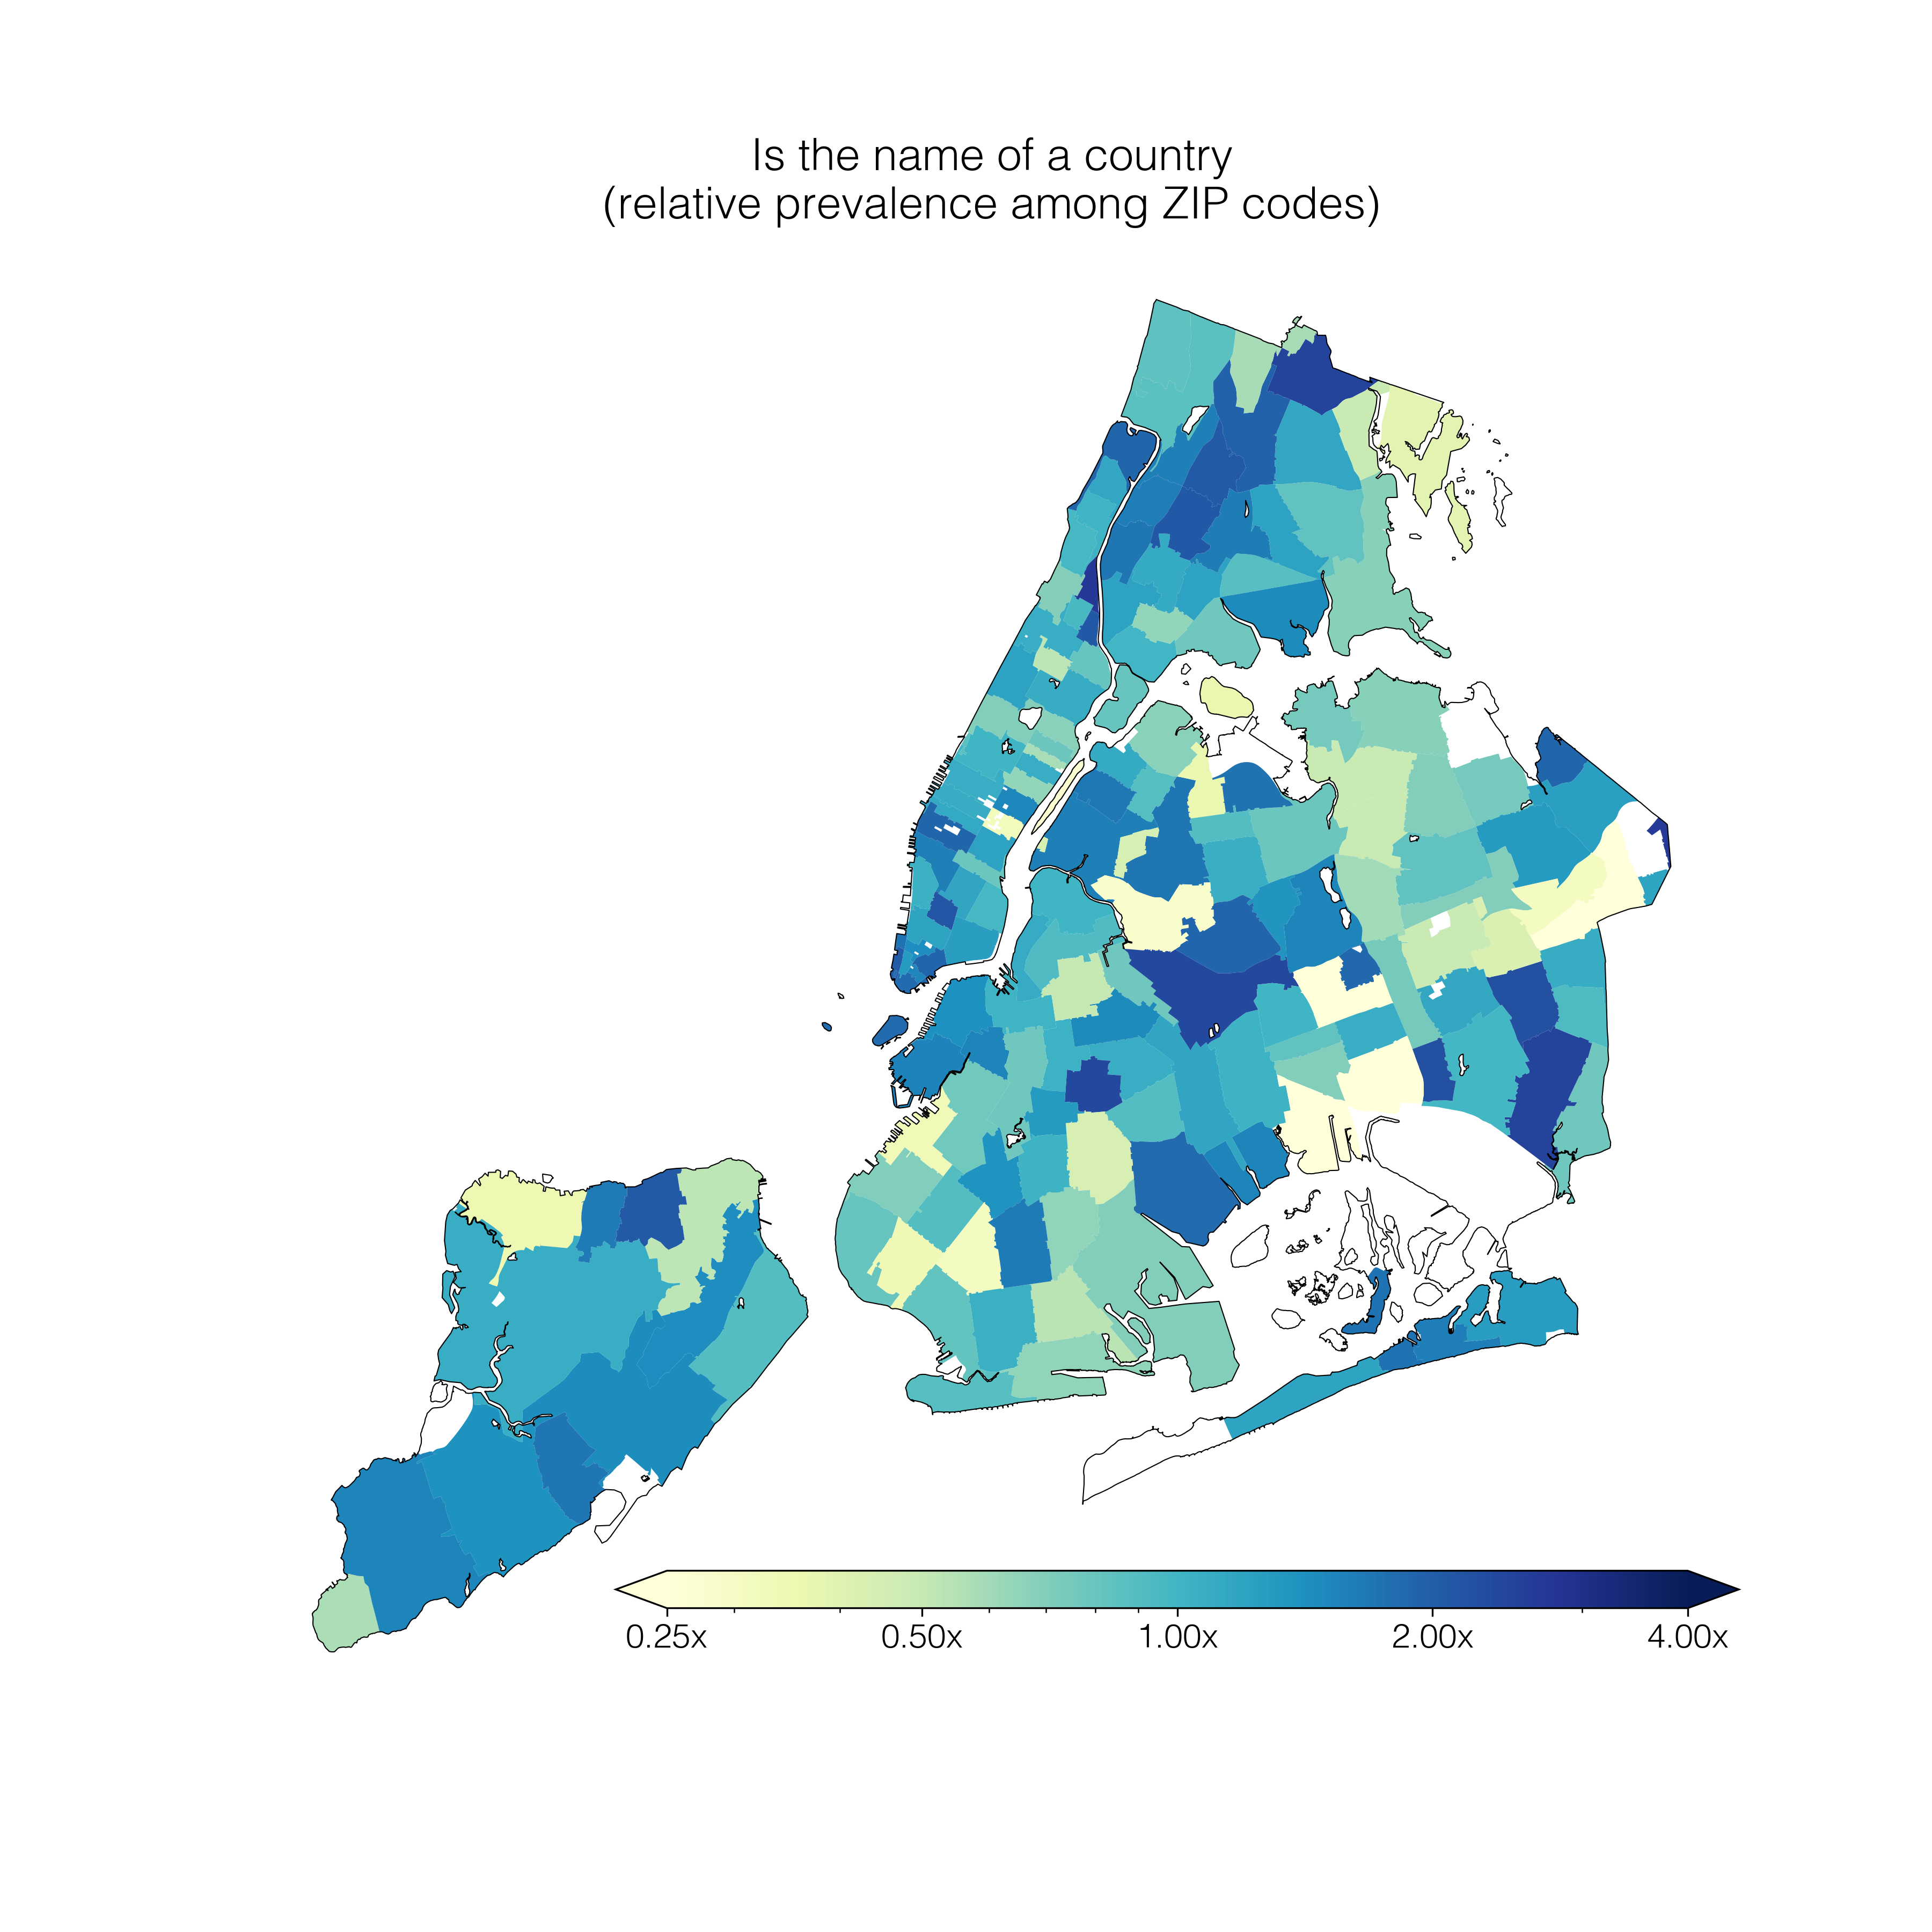 Is the name of a country
(relative prevalence among ZIP codes)
0.25x 0.50x 1.00x 2.00x 4.00x